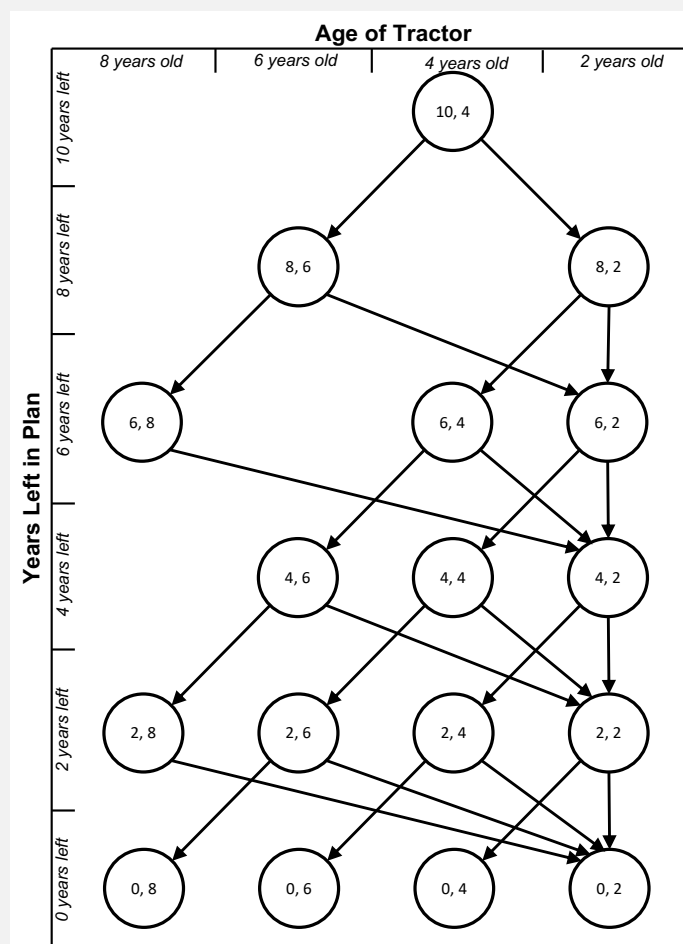 Age of Tractor
8 years old
6 years old
4 years old
2 years old
Years Left in Plan
10 years left
10, 4
8 years left
8, 6
8, 2
6 years left
6, 8
6, 4
6, 2
4 years left
4, 6
4, 4
4, 2
2 years left
2, 8
2, 6
2, 4
2, 2
0 years left
0, 8
0, 6
0, 4
0, 2